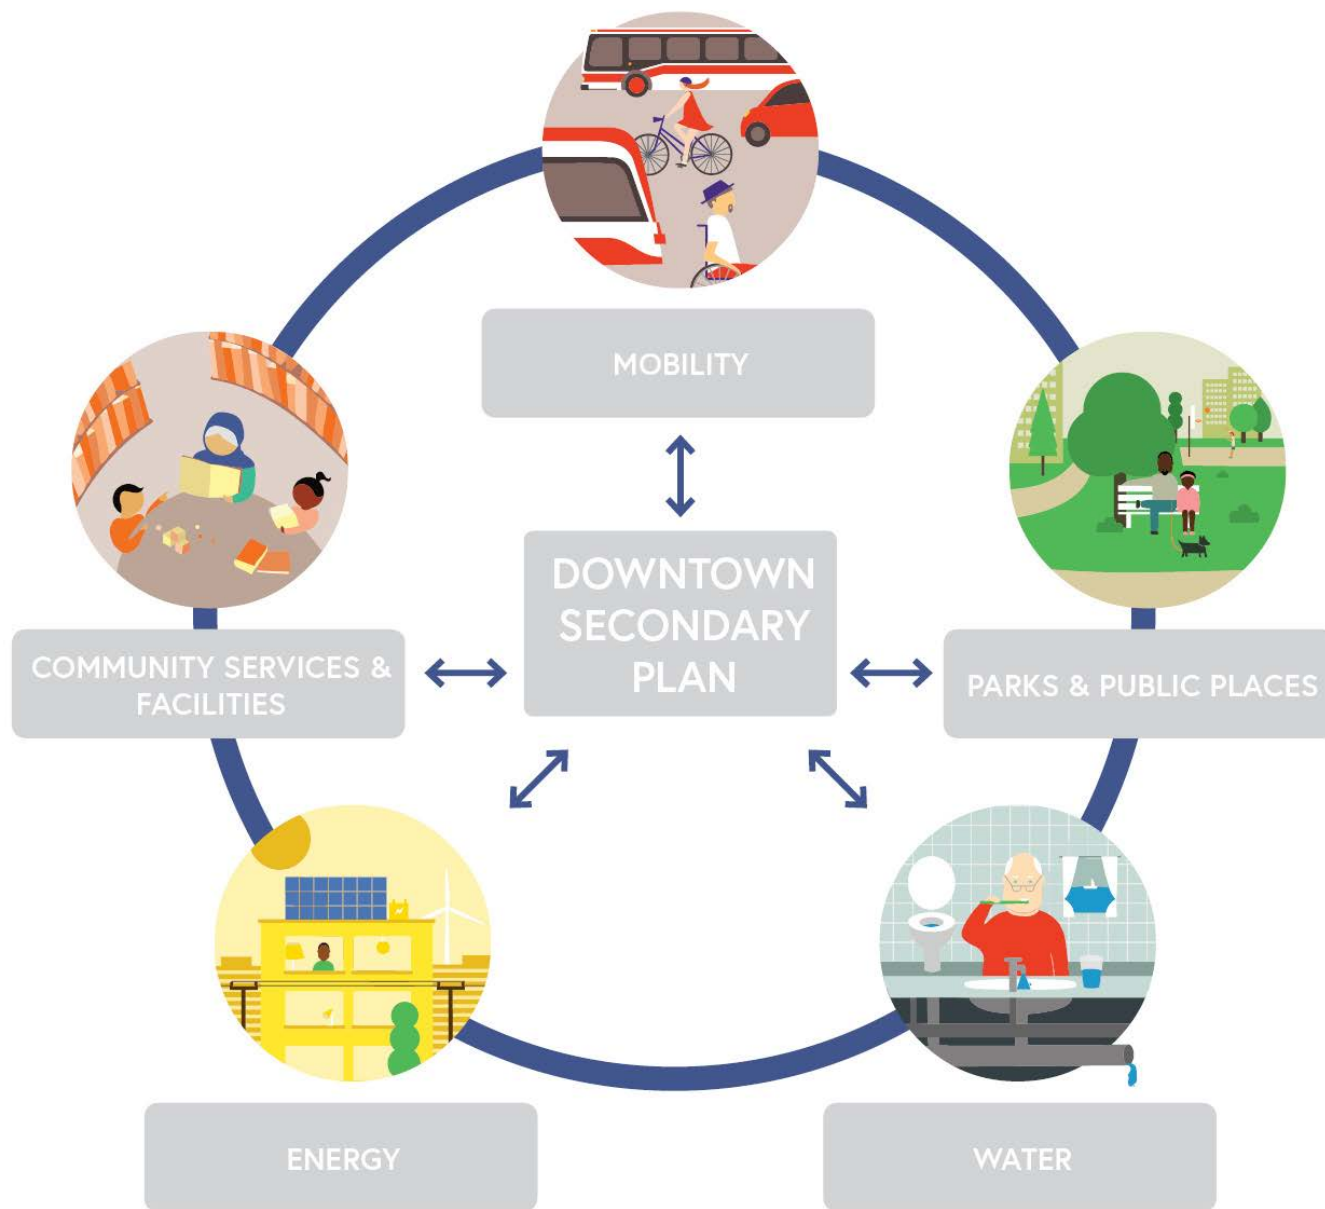 MOBILITY
DOWNTOWN
SECONDARY
PLAN
COMMUNITY SERVICES &
FACILITIES
PARKS & PUBLIC PLACES
ENERGY
WATER